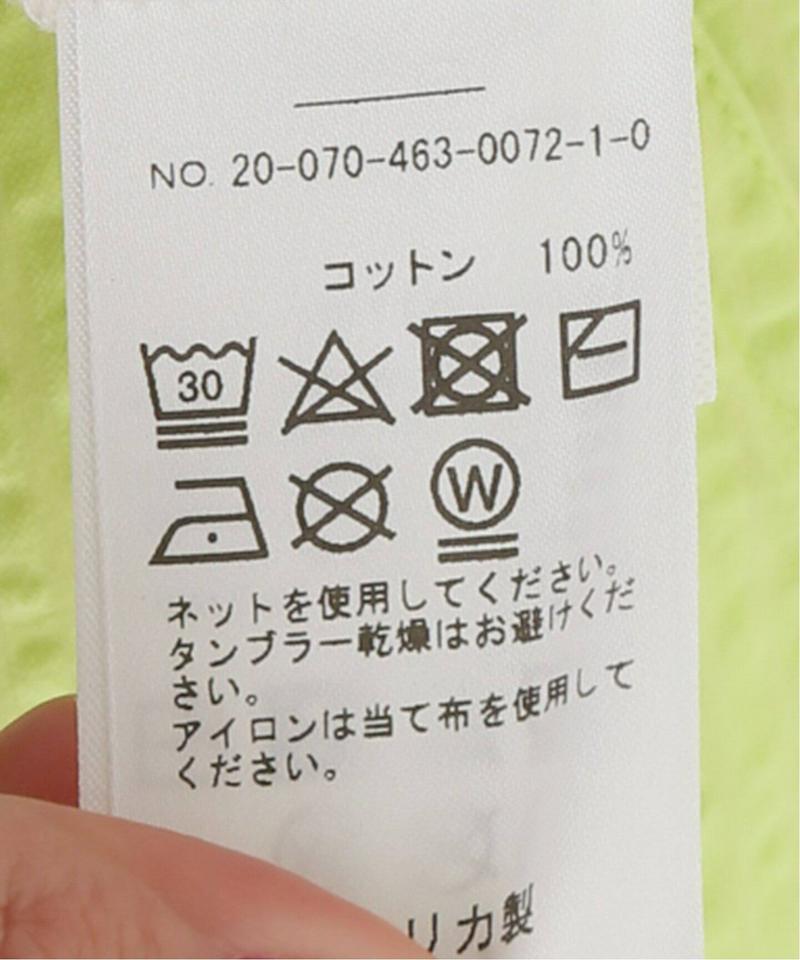 NO. 20-070-463-0072-1-0
コットン 100%
30
W
ネットを使用してください。
タンブラー乾燥はお避けくだ
さい。
アイロンは当て布を使用して
ください。
リカ製